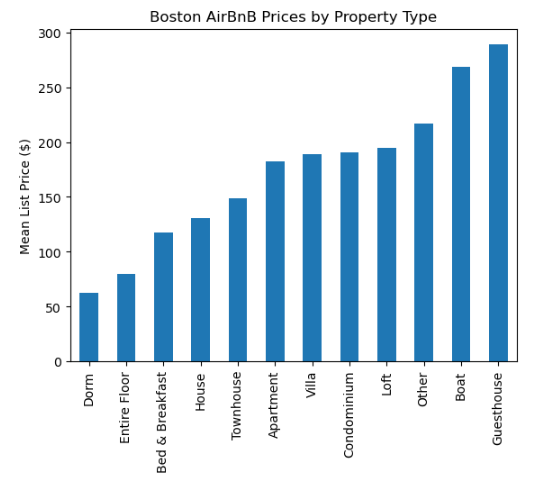 Boston AirBnB Prices by Property Type
Mean List Price ($)
300
250
200
150
100
50
0
Dorm
Entire Floor
Bed & Breakfast
House
Townhouse
Apartment
Villa
Condominium
Loft
Other
Boat
Guesthouse